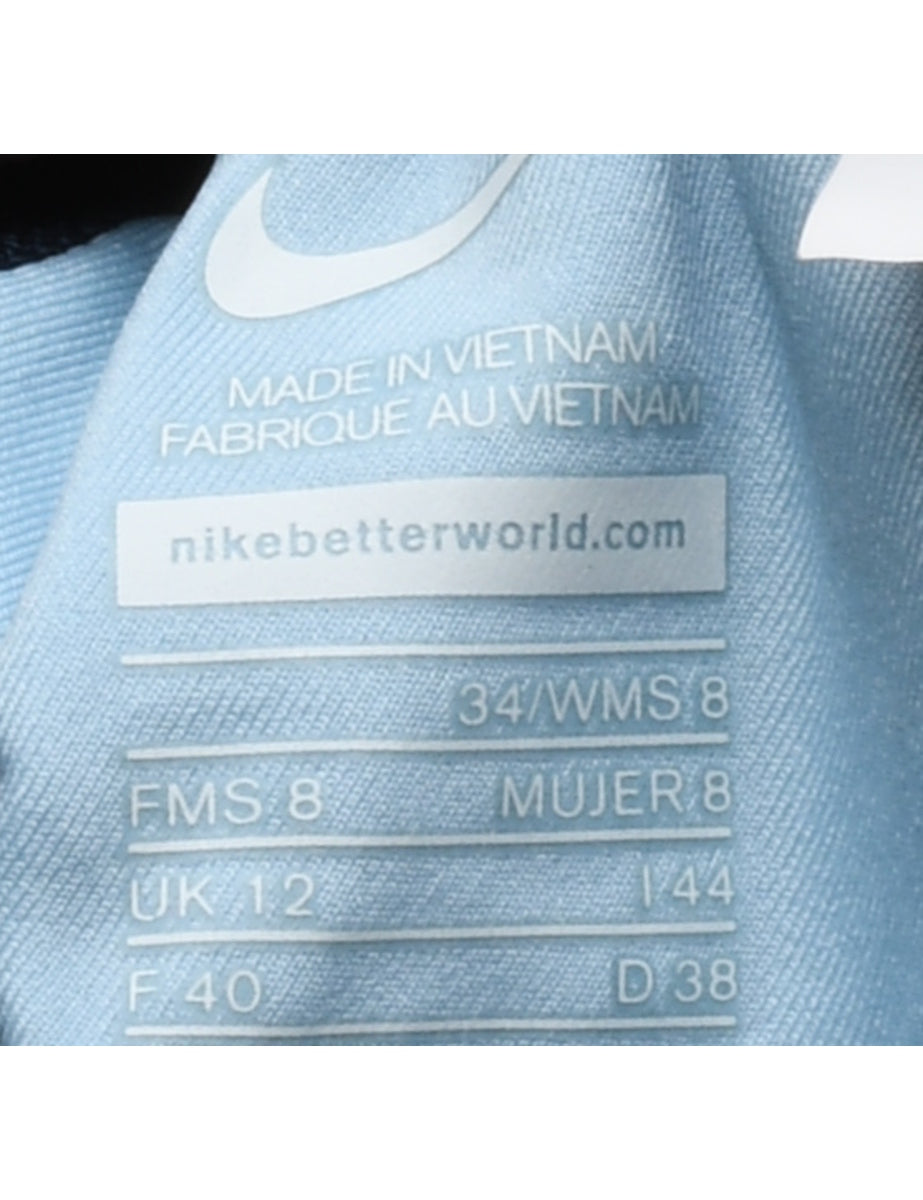 MADE IN VIETNAM
FABRIQUE AU VIETNAM
nikebetterworld.com
34/WMS 8
FMS 8 MUJER 8
UK 12 I 44
F 40 D 38